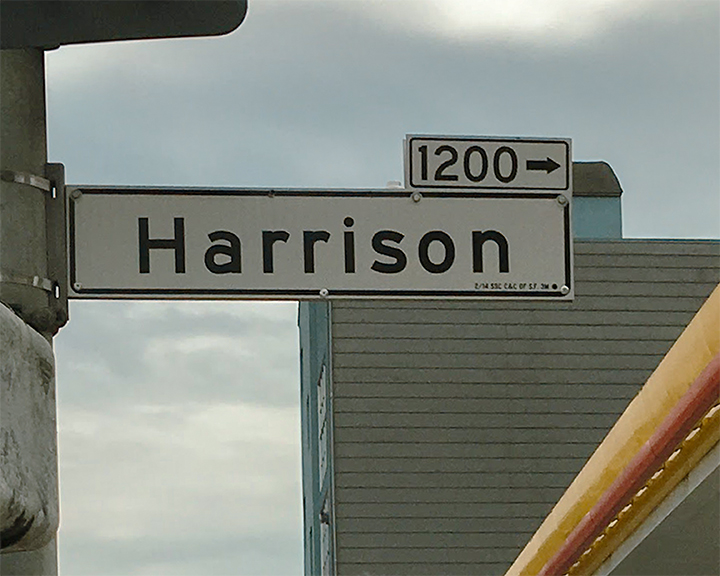 1200 →
Harrison
2/14 SSC C&C OF S.F. 3M